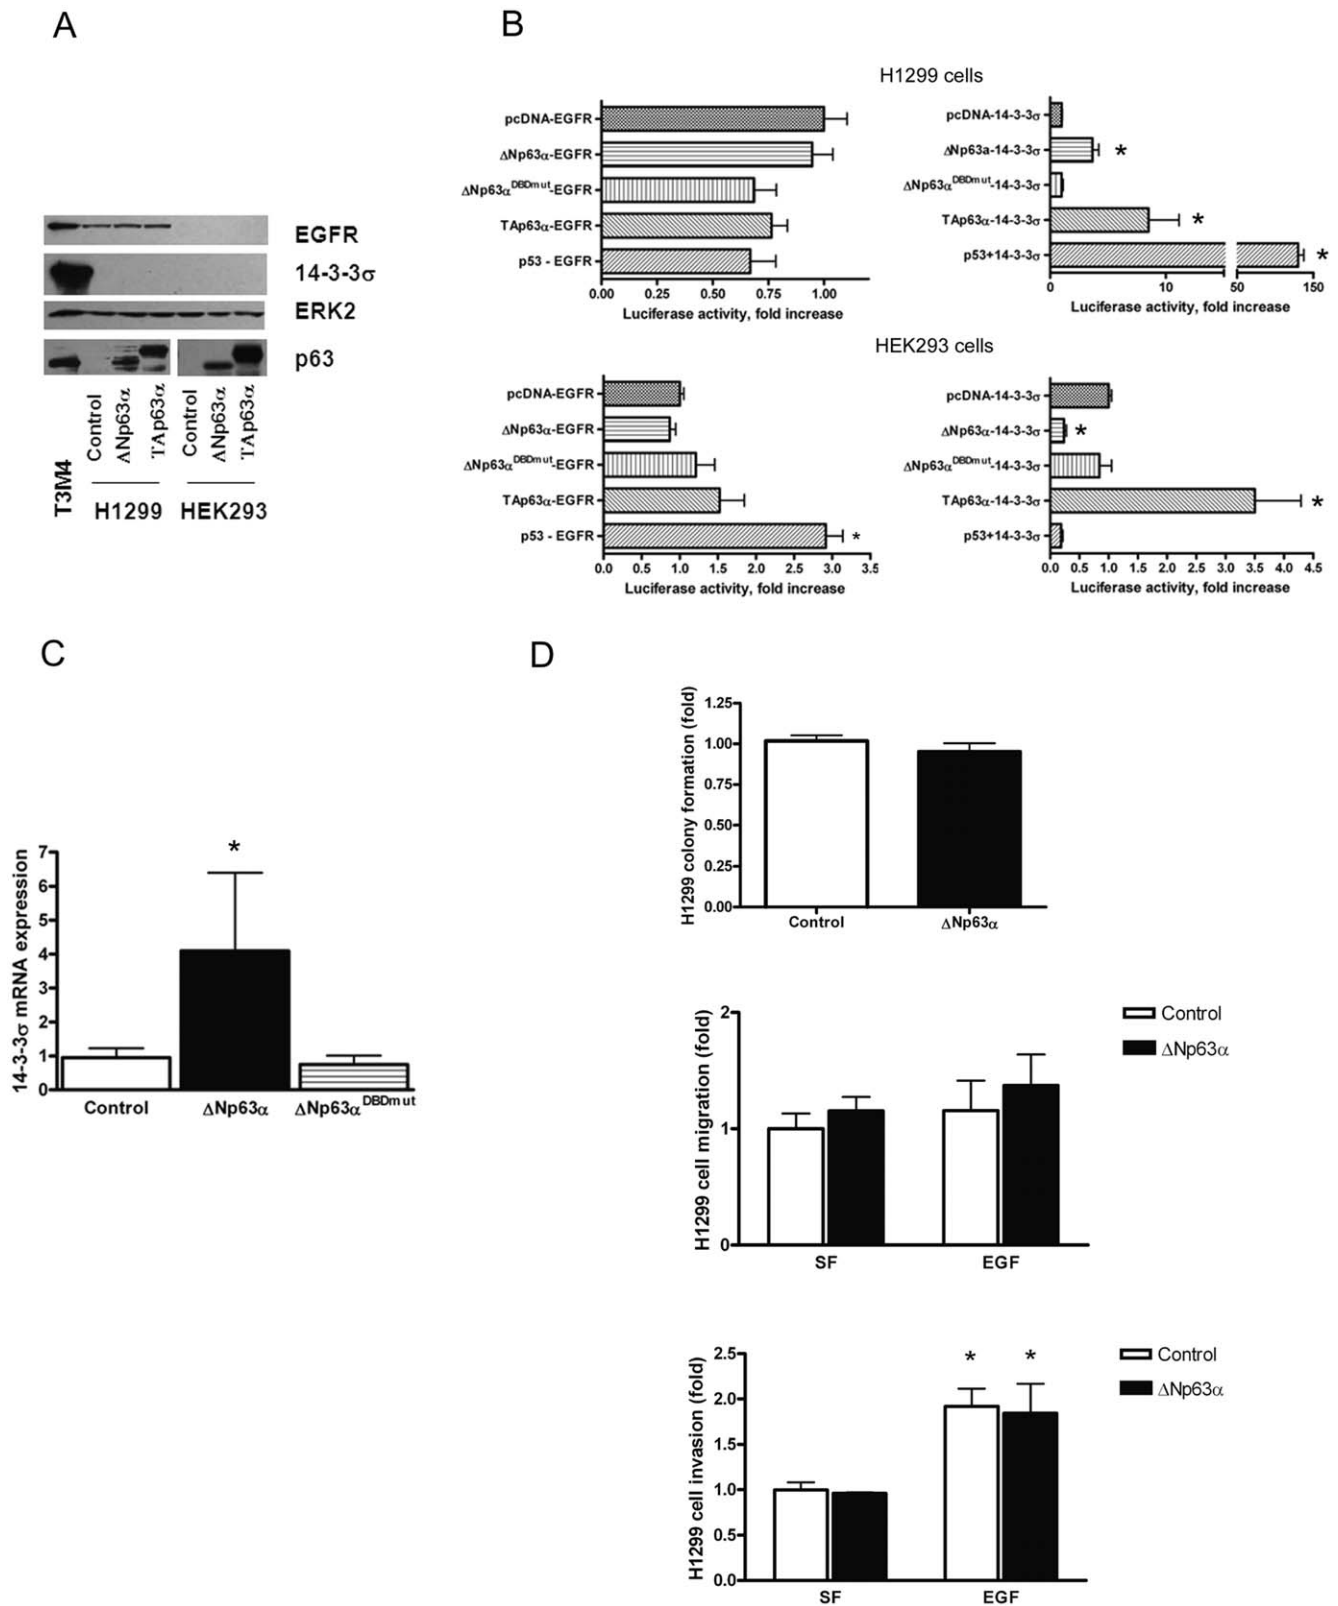 A
EGFR
14-3-3σ
ERK2
p63
T3M4
Control
ΔNp63α
TAp63α
Control
ΔNp63α
TAp63α
H1299
HEK293
B
H1299 cells
pcDNA-EGFR
ΔNp63α-EGFR
ΔNp63αDBDmut-EGFR
TAp63α-EGFR
p53 - EGFR
0.00 0.25 0.50 0.75 1.00
Luciferase activity, fold increase
pcDNA-14-3-3σ
ΔNp63a-14-3-3σ *
ΔNp63αDBDmut-14-3-3σ
TAp63α-14-3-3σ *
p53+14-3-3σ *
0 10 50 150
Luciferase activity, fold increase
HEK293 cells
pcDNA-EGFR
ΔNp63α-EGFR
ΔNp63αDBDmut-EGFR
TAp63α-EGFR
p53 - EGFR *
0.0 0.5 1.0 1.5 2.0 2.5 3.0 3.5
Luciferase activity, fold increase
pcDNA-14-3-3σ
ΔNp63α-14-3-3σ *
ΔNp63αDBDmut-14-3-3σ
TAp63α-14-3-3σ *
p53+14-3-3σ
0.0 0.5 1.0 1.5 2.0 2.5 3.0 3.5 4.0 4.5
Luciferase activity, fold increase
C
14-3-3σ mRNA expression
7
6
5
4
3
2
1
0
*
Control ΔNp63α ΔNp63αDBDmut
D
H1299 colony formation (fold)
1.25
1.00
0.75
0.50
0.25
0.00
Control ΔNp63α
H1299 cell migration (fold)
2
1
0
SF EGF
Control
ΔNp63α
H1299 cell invasion (fold)
2.5
2.0
1.5
1.0
0.5
0.0
* *
SF EGF
Control
ΔNp63α